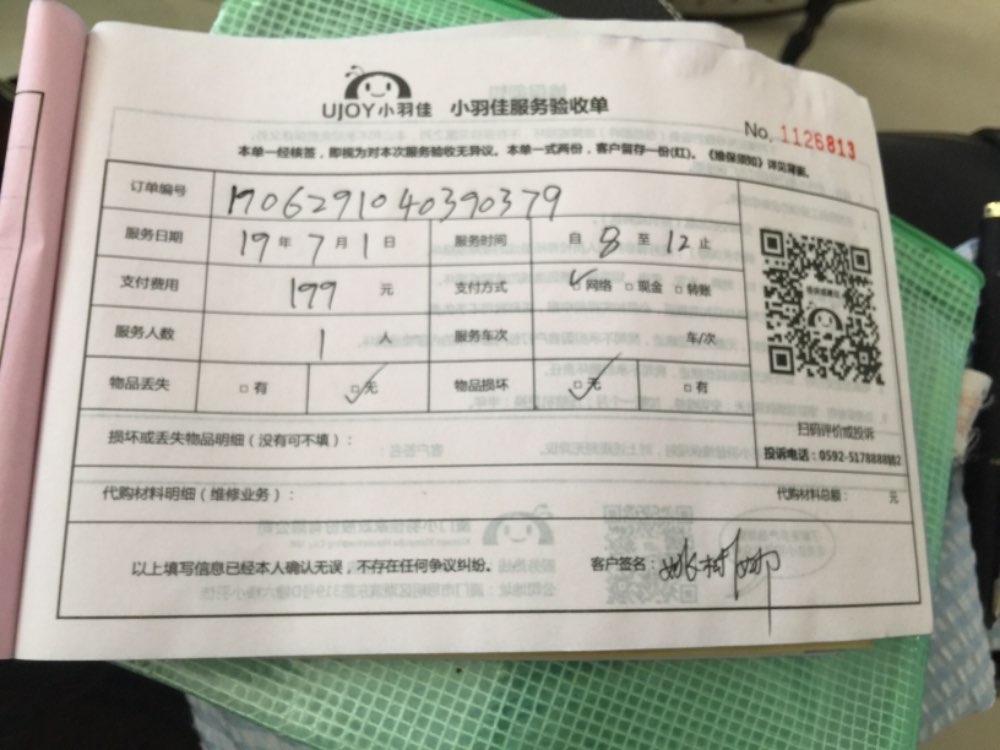 UJOY小羽佳 小羽佳服务验收单
No. 1126813
本单一经核签，即视为对本次服务验收无异议。本单一式两份，客户留存一份(红)。《维保须知》详见背面。
订单编号 1706291040390379
服务日期 19年7月1日 服务时间 自8至12止
支付费用 199元 支付方式 ☑网络 □现金 □转账
服务人数 1人 服务车次 车/次
物品丢失 □有 ☑无 物品损坏 ☑无 □有
扫码评价或投诉
损坏或丢失物品明细（没有可不填）：
投诉电话：0592-5178888转2
代购材料明细（维修业务）： 代购材料总额： 元
以上填写信息已经本人确认无误，不存在任何争议纠纷。 客户签名：姚树娜